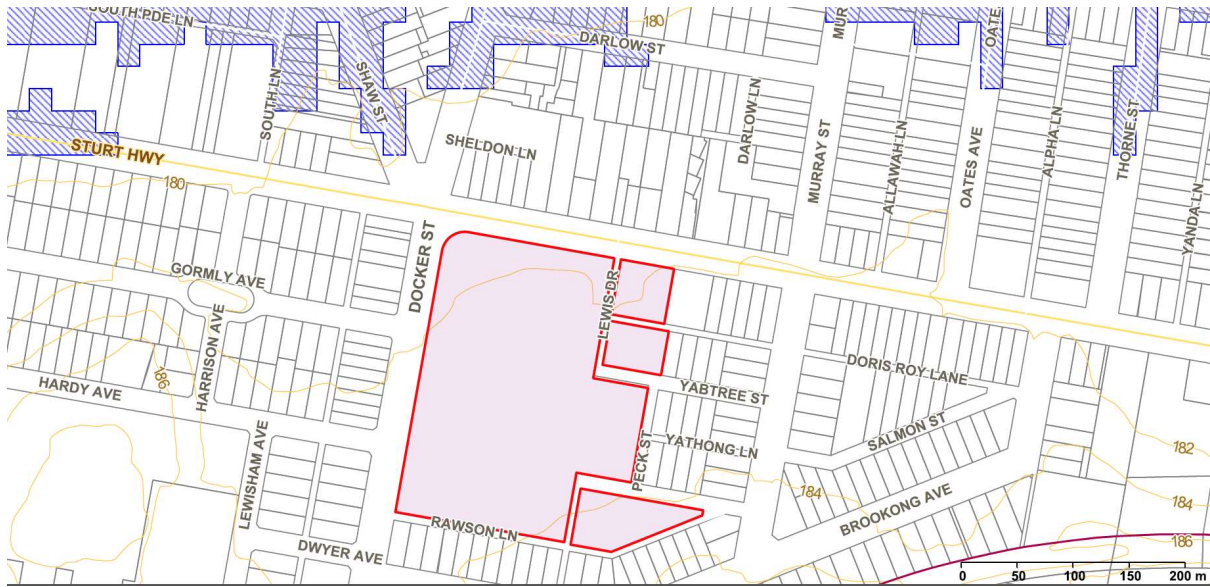 SOUTH PDE LN
180
DARLOW ST
MUR
OATE
SOUTH LN
SHAW ST
SHELDON LN
DARLOW LN
MURRAY ST
ALLAWAH LN
OATES AVE
ALPHA LN
THORNE ST
YANDA LN
STURT HWY
180
DOCKER ST
GORMLY AVE
LEWIS DR
HARRISON AVE
HARDY AVE
186
DORIS ROY LANE
YABTREE ST
SALMON ST
YATHONG LN
PECK ST
LEWISHAM AVE
182
184
184
BROOKONG AVE
RAWSON LN
DWYER AVE
186
0 50 100 150 200 m